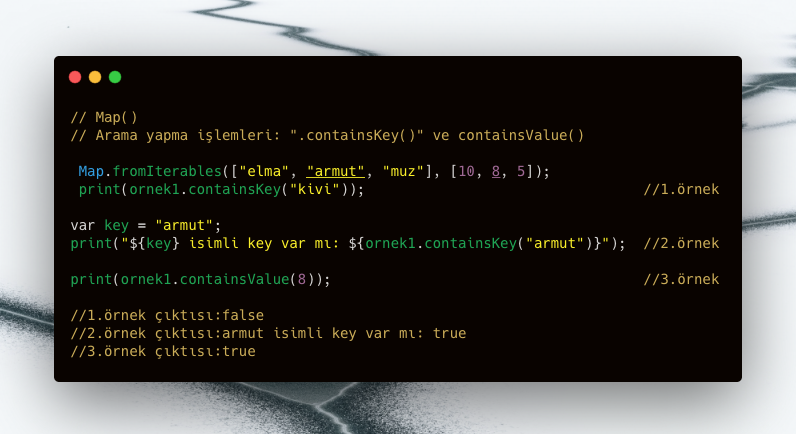 // Map()
// Arama yapma işlemleri: ".containsKey()" ve containsValue()
Map.fromIterables(["elma", "armut", "muz"], [10, 8, 5]);
print(ornek1.containsKey("kivi")); //1.örnek
var key = "armut";
print("${key} isimli key var mı: ${ornek1.containsKey("armut")}"); //2.örnek
print(ornek1.containsValue(8)); //3.örnek
//1.örnek çıktısı:false
//2.örnek çıktısı:armut isimli key var mı: true
//3.örnek çıktısı:true